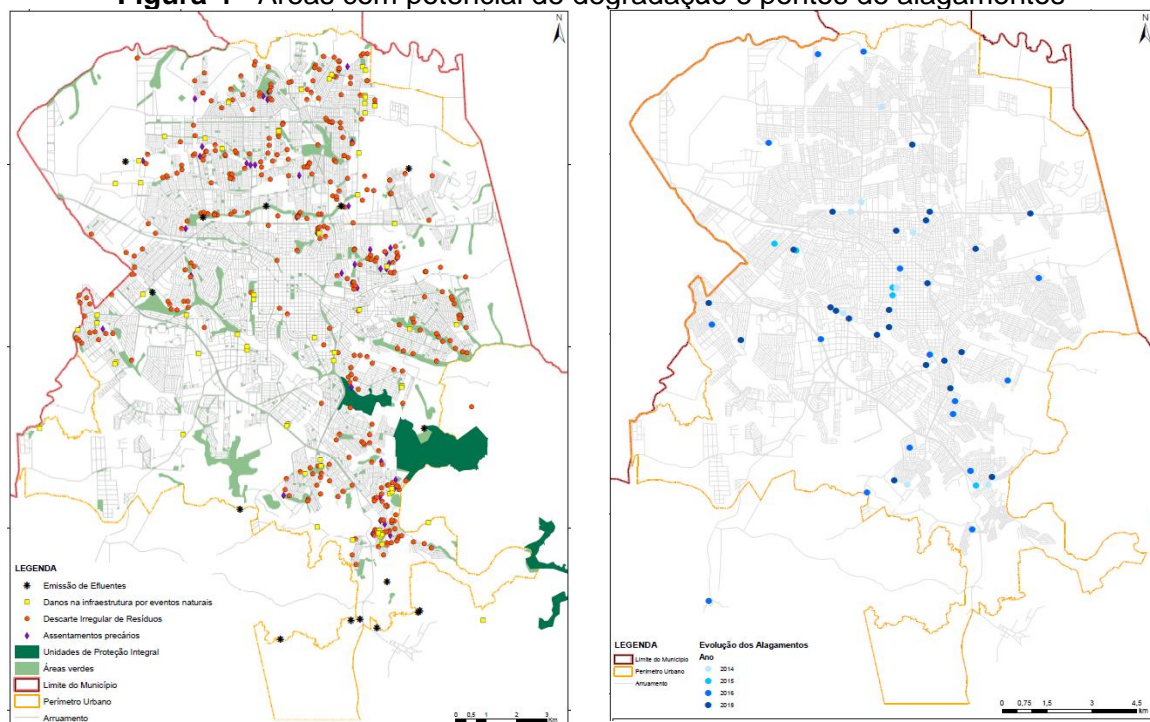 Figura 1 - Áreas com potencial de degradação e pontos de alagamentos
N
LEGENDA
Emissão de Efluentes
Danos na infraestrutura por eventos naturais
Descarte Irregular de Resíduos
Assentamentos precários
Unidades de Proteção Integral
Áreas verdes
Limite do Município
Perímetro Urbano
Arruamento
0 0,5 1 2 3
Km
N
LEGENDA
Limite do Município
Perímetro Urbano
Arruamento
Evolução dos Alagamentos
Ano
2014
2015
2016
2018
0 0,75 1,5 3 4,5
Km